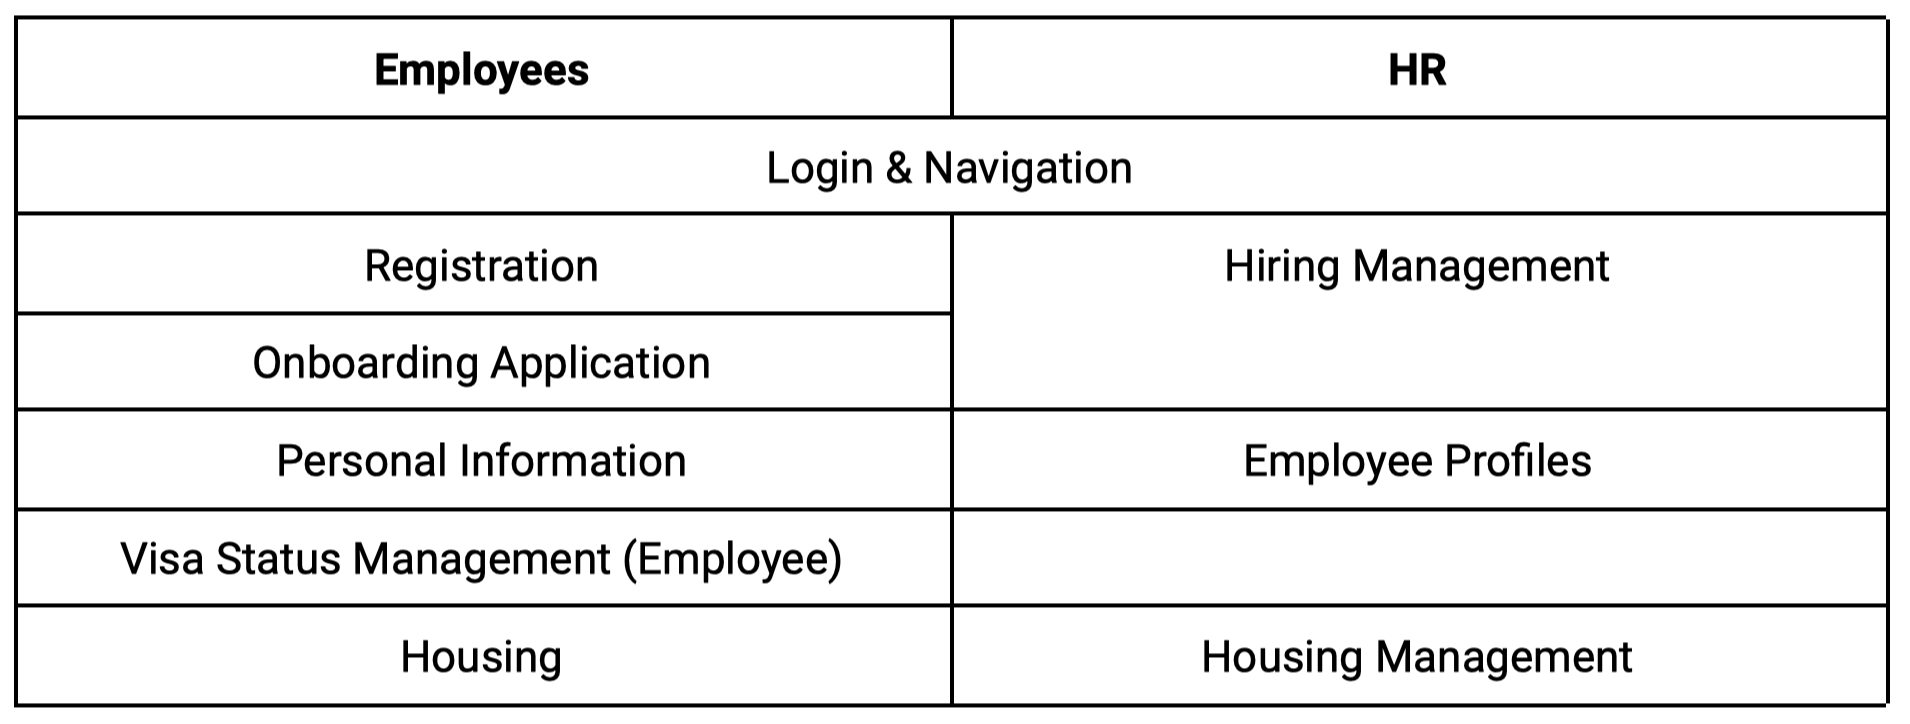 Employees
HR
Login & Navigation
Registration
Hiring Management
Onboarding Application
Personal Information
Employee Profiles
Visa Status Management (Employee)
Housing
Housing Management